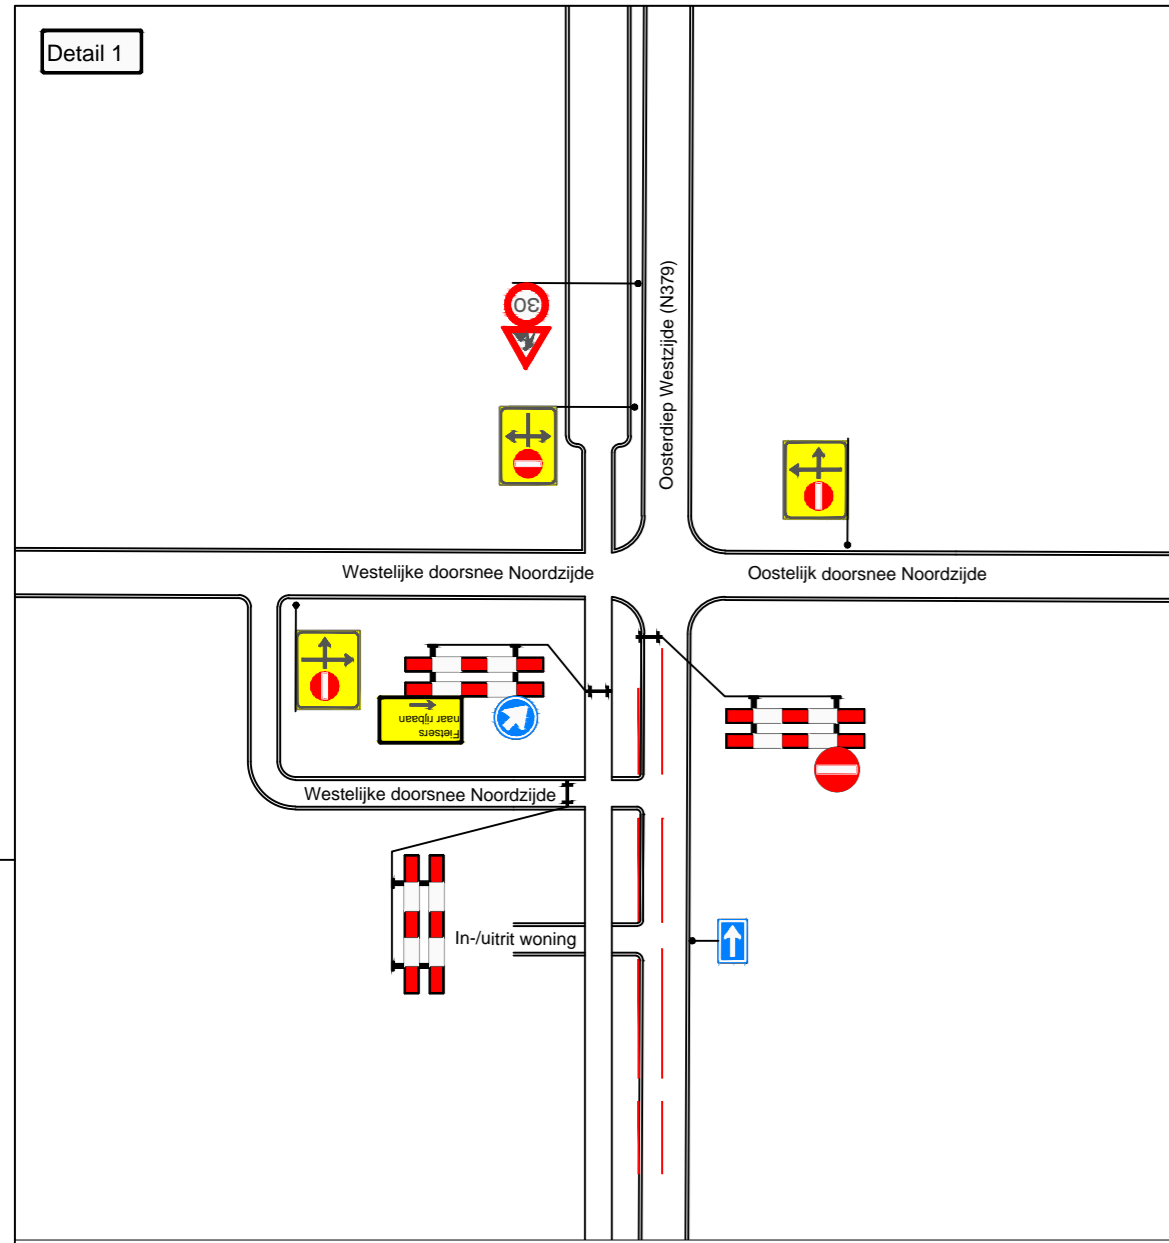 Detail 1
30
Oosterdiep Westzijde (N379)
Westelijke doorsnee Noordzijde
Oostelijk doorsnee Noordzijde
Fietsers
naar rijbaan
Westelijke doorsnee Noordzijde
In-/uitrit woning